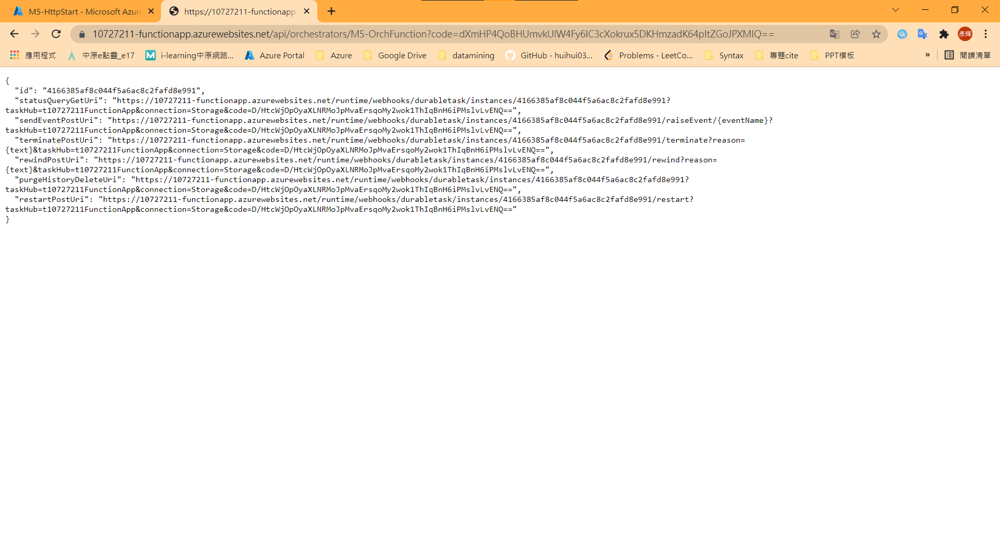 M5-HttpStart - Microsoft Azure
https://10727211-functionapp.
10727211-functionapp.azurewebsites.net/api/orchestrators/M5-OrchFunction?code=dXmHP4QoBHUmvkUlW4Fy6lC3cXokrux5DKHmzadK64pltZGoJPXMIQ==
彥輝
應用程式 中原e點靈_e17 i-learning中原網路... Azure Portal Azure Google Drive datamining GitHub - huihui03... Problems - LeetCo... Syntax 專題cite PPT模板 » 閱讀清單
{
"id": "4166385af8c044f5a6ac8c2fafd8e991",
"statusQueryGetUri": "https://10727211-functionapp.azurewebsites.net/runtime/webhooks/durabletask/instances/4166385af8c044f5a6ac8c2fafd8e991?
taskHub=t10727211FunctionApp&connection=Storage&code=D/HtcWjOpOyaXLNRMoJpMvaErsqoMy2wok1ThIqBnH6iPMslvLvENQ==",
"sendEventPostUri": "https://10727211-functionapp.azurewebsites.net/runtime/webhooks/durabletask/instances/4166385af8c044f5a6ac8c2fafd8e991/raiseEvent/{eventName}?
taskHub=t10727211FunctionApp&connection=Storage&code=D/HtcWjOpOyaXLNRMoJpMvaErsqoMy2wok1ThIqBnH6iPMslvLvENQ==",
"terminatePostUri": "https://10727211-functionapp.azurewebsites.net/runtime/webhooks/durabletask/instances/4166385af8c044f5a6ac8c2fafd8e991/terminate?reason=
{text}&taskHub=t10727211FunctionApp&connection=Storage&code=D/HtcWjOpOyaXLNRMoJpMvaErsqoMy2wok1ThIqBnH6iPMslvLvENQ==",
"rewindPostUri": "https://10727211-functionapp.azurewebsites.net/runtime/webhooks/durabletask/instances/4166385af8c044f5a6ac8c2fafd8e991/rewind?reason=
{text}&taskHub=t10727211FunctionApp&connection=Storage&code=D/HtcWjOpOyaXLNRMoJpMvaErsqoMy2wok1ThIqBnH6iPMslvLvENQ==",
"purgeHistoryDeleteUri": "https://10727211-functionapp.azurewebsites.net/runtime/webhooks/durabletask/instances/4166385af8c044f5a6ac8c2fafd8e991?
taskHub=t10727211FunctionApp&connection=Storage&code=D/HtcWjOpOyaXLNRMoJpMvaErsqoMy2wok1ThIqBnH6iPMslvLvENQ==",
"restartPostUri": "https://10727211-functionapp.azurewebsites.net/runtime/webhooks/durabletask/instances/4166385af8c044f5a6ac8c2fafd8e991/restart?
taskHub=t10727211FunctionApp&connection=Storage&code=D/HtcWjOpOyaXLNRMoJpMvaErsqoMy2wok1ThIqBnH6iPMslvLvENQ=="
}